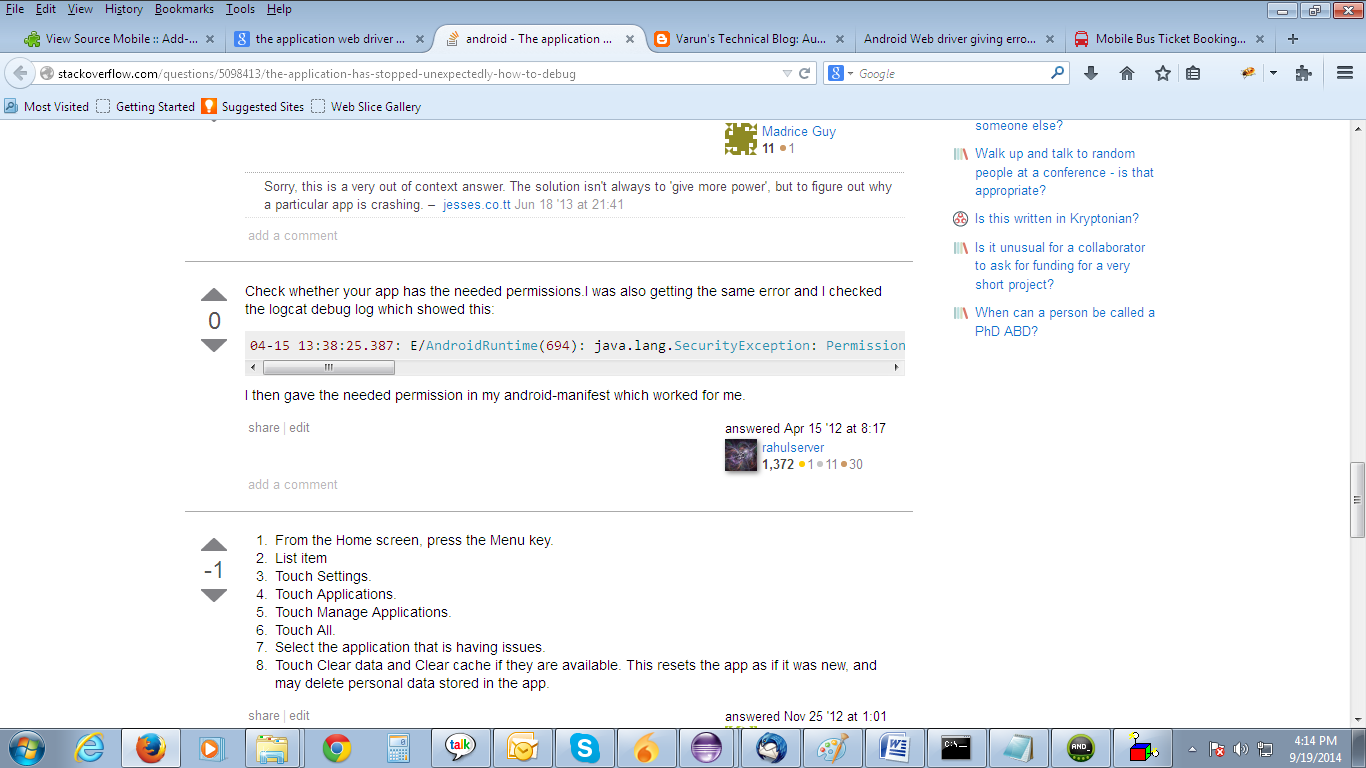 File Edit View History Bookmarks Tools Help
View Source Mobile :: Add-...
the application web driver ...
android - The application ...
Varun's Technical Blog: Au...
Android Web driver giving erro...
Mobile Bus Ticket Booking...
stackoverflow.com/questions/5098413/the-application-has-stopped-unexpectedly-how-to-debug
Google
Most Visited Getting Started Suggested Sites Web Slice Gallery
Madrice Guy
11 1
Sorry, this is a very out of context answer. The solution isn't always to 'give more power', but to figure out why
a particular app is crashing. – jesses.co.tt Jun 18 '13 at 21:41
add a comment
0
Check whether your app has the needed permissions.I was also getting the same error and I checked
the logcat debug log which showed this:
04-15 13:38:25.387: E/AndroidRuntime(694): java.lang.SecurityException: Permission
I then gave the needed permission in my android-manifest which worked for me.
share edit
answered Apr 15 '12 at 8:17
rahulserver
1,372 1 11 30
add a comment
-1
1. From the Home screen, press the Menu key.
2. List item
3. Touch Settings.
4. Touch Applications.
5. Touch Manage Applications.
6. Touch All.
7. Select the application that is having issues.
8. Touch Clear data and Clear cache if they are available. This resets the app as if it was new, and
may delete personal data stored in the app.
share edit
answered Nov 25 '12 at 1:01
someone else?
Walk up and talk to random
people at a conference - is that
appropriate?
Is this written in Kryptonian?
Is it unusual for a collaborator
to ask for funding for a very
short project?
When can a person be called a
PhD ABD?
talk
C:\
AND_
4:14 PM
9/19/2014